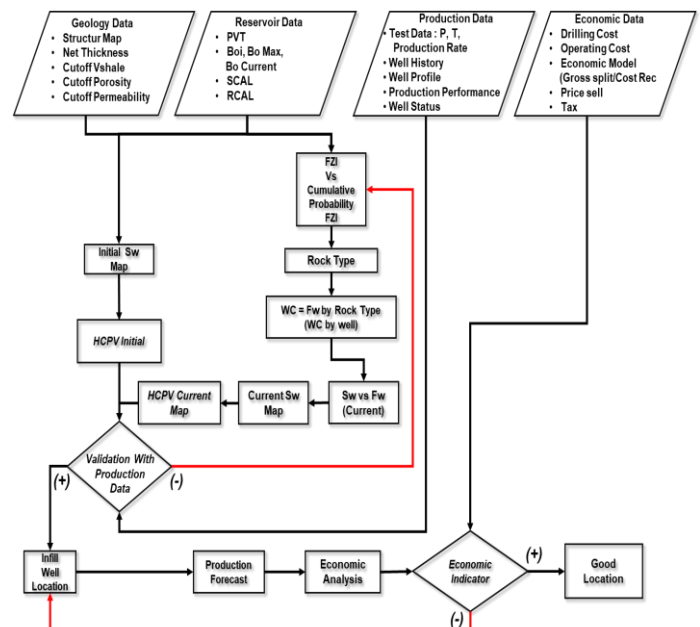 Geology Data
• Structur Map
• Net Thickness
• Cutoff Vshale
• Cutoff Porosity
• Cutoff Permeability
Reservoir Data
• PVT
• Boi, Bo Max,
Bo Current
• SCAL
• RCAL
Production Data
• Test Data : P, T,
Production Rate
• Well History
• Well Profile
• Production Performance
• Well Status
Economic Data
• Drilling Cost
• Operating Cost
• Economic Model
(Gross split/Cost Rec
• Price sell
• Tax
FZI
Vs
Cumulative
Probability
FZI
Initial Sw
Map
Rock Type
WC = Fw by Rock Type
(WC by well)
HCPV Initial
HCPV Current
Map
Current Sw
Map
Sw vs Fw
(Current)
Validation With
Production
Data
(+)
(-)
Infill
Well
Location
Production
Forecast
Economic
Analysis
Economic
Indicator
(+)
Good
Location
(-)